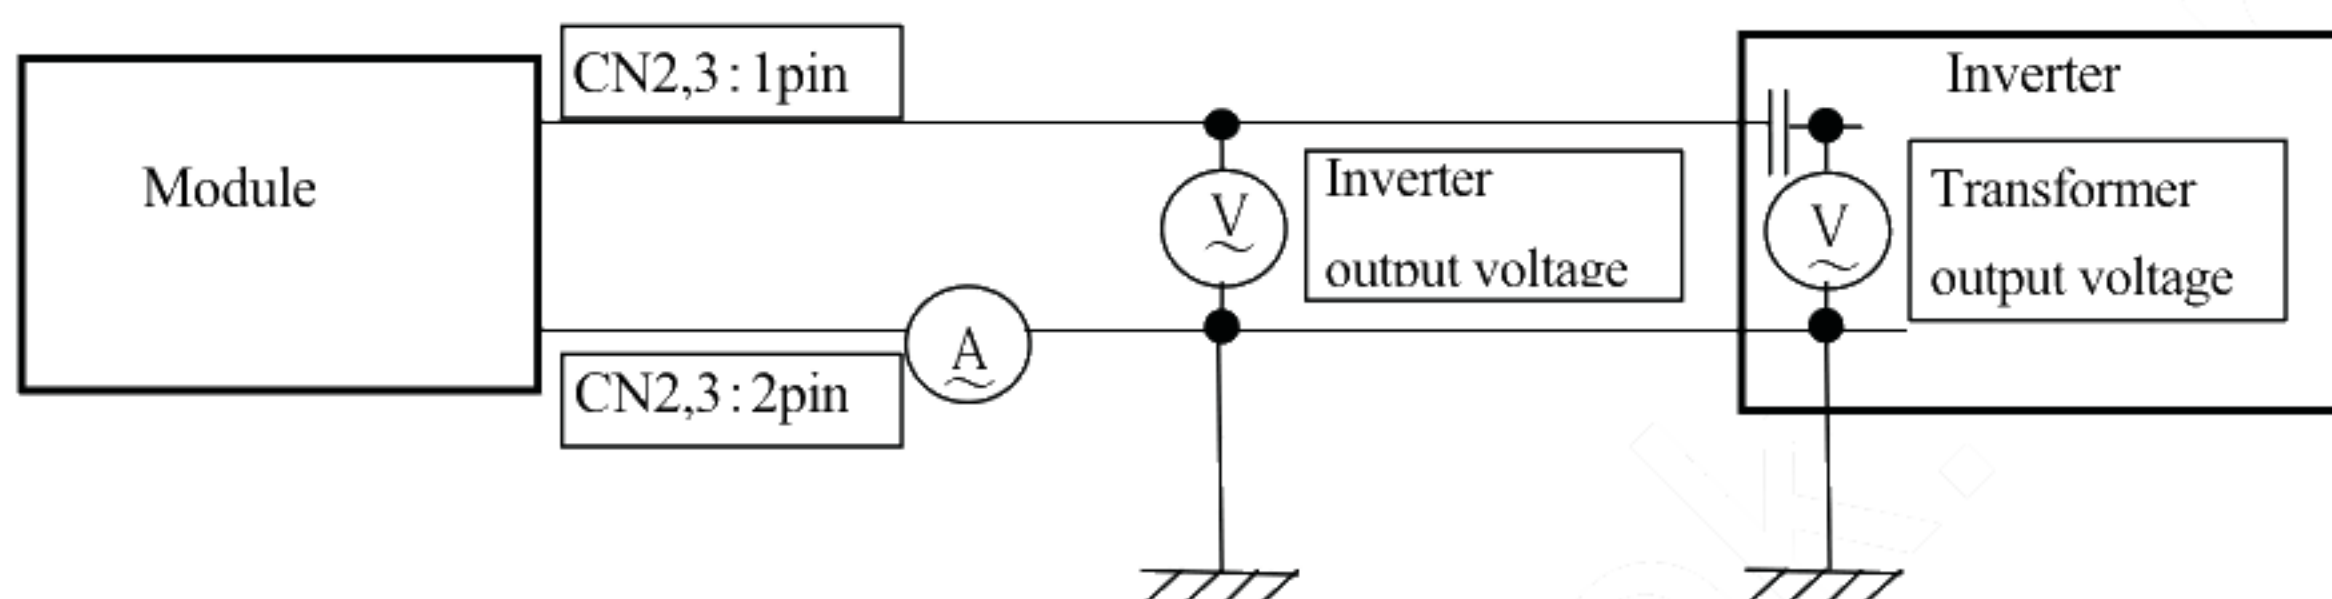 CN2,3 : 1pin
Inverter
Module
Inverter
output voltage
V
V
Transformer
output voltage
A
CN2,3 : 2pin